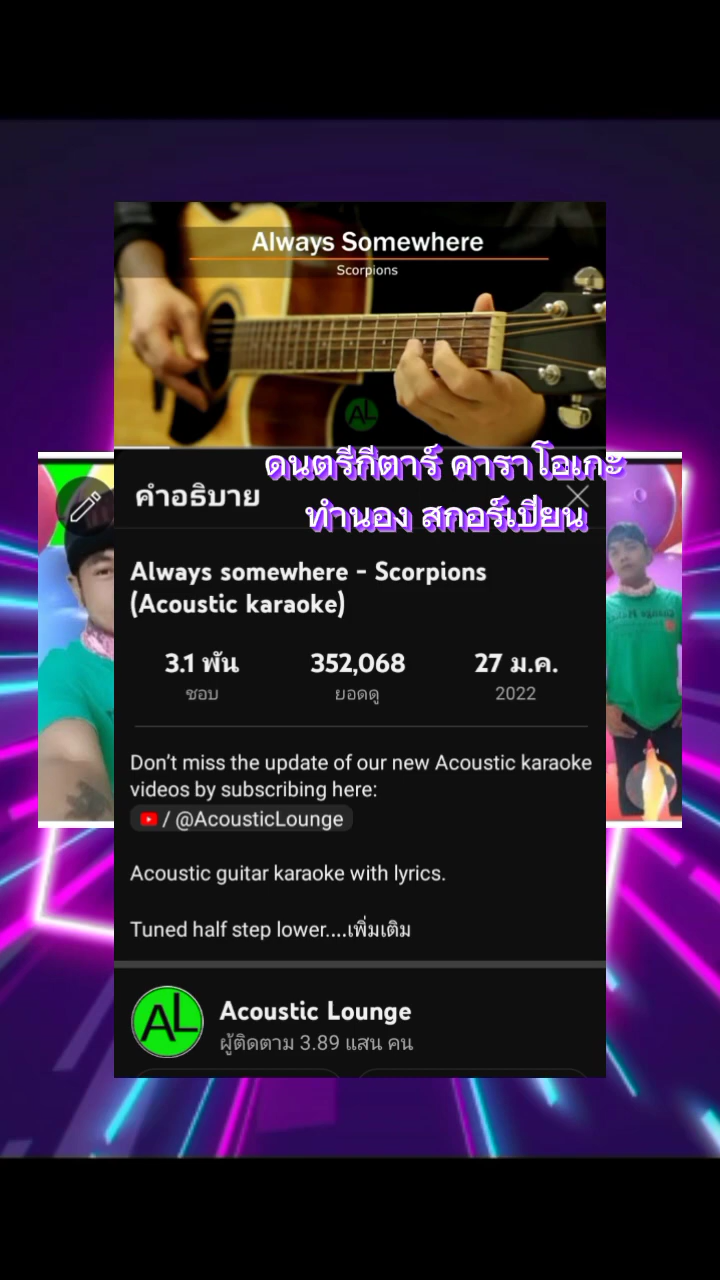 Always Somewhere
Scorpions
AL
ดนตรีกีตาร์ คาราโอเกะ
ทำนอง สกอร์เปียน
คำอธิบาย
Always somewhere - Scorpions
(Acoustic karaoke)
3.1 พัน
352,068
27 ม.ค.
ชอบ
ยอดดู
2022
Don't miss the update of our new Acoustic karaoke
videos by subscribing here:
/ @AcousticLounge
Acoustic guitar karaoke with lyrics.
Tuned half step lower....เพิ่มเติม
AL
Acoustic Lounge
ผู้ติดตาม 3.89 แสน คน